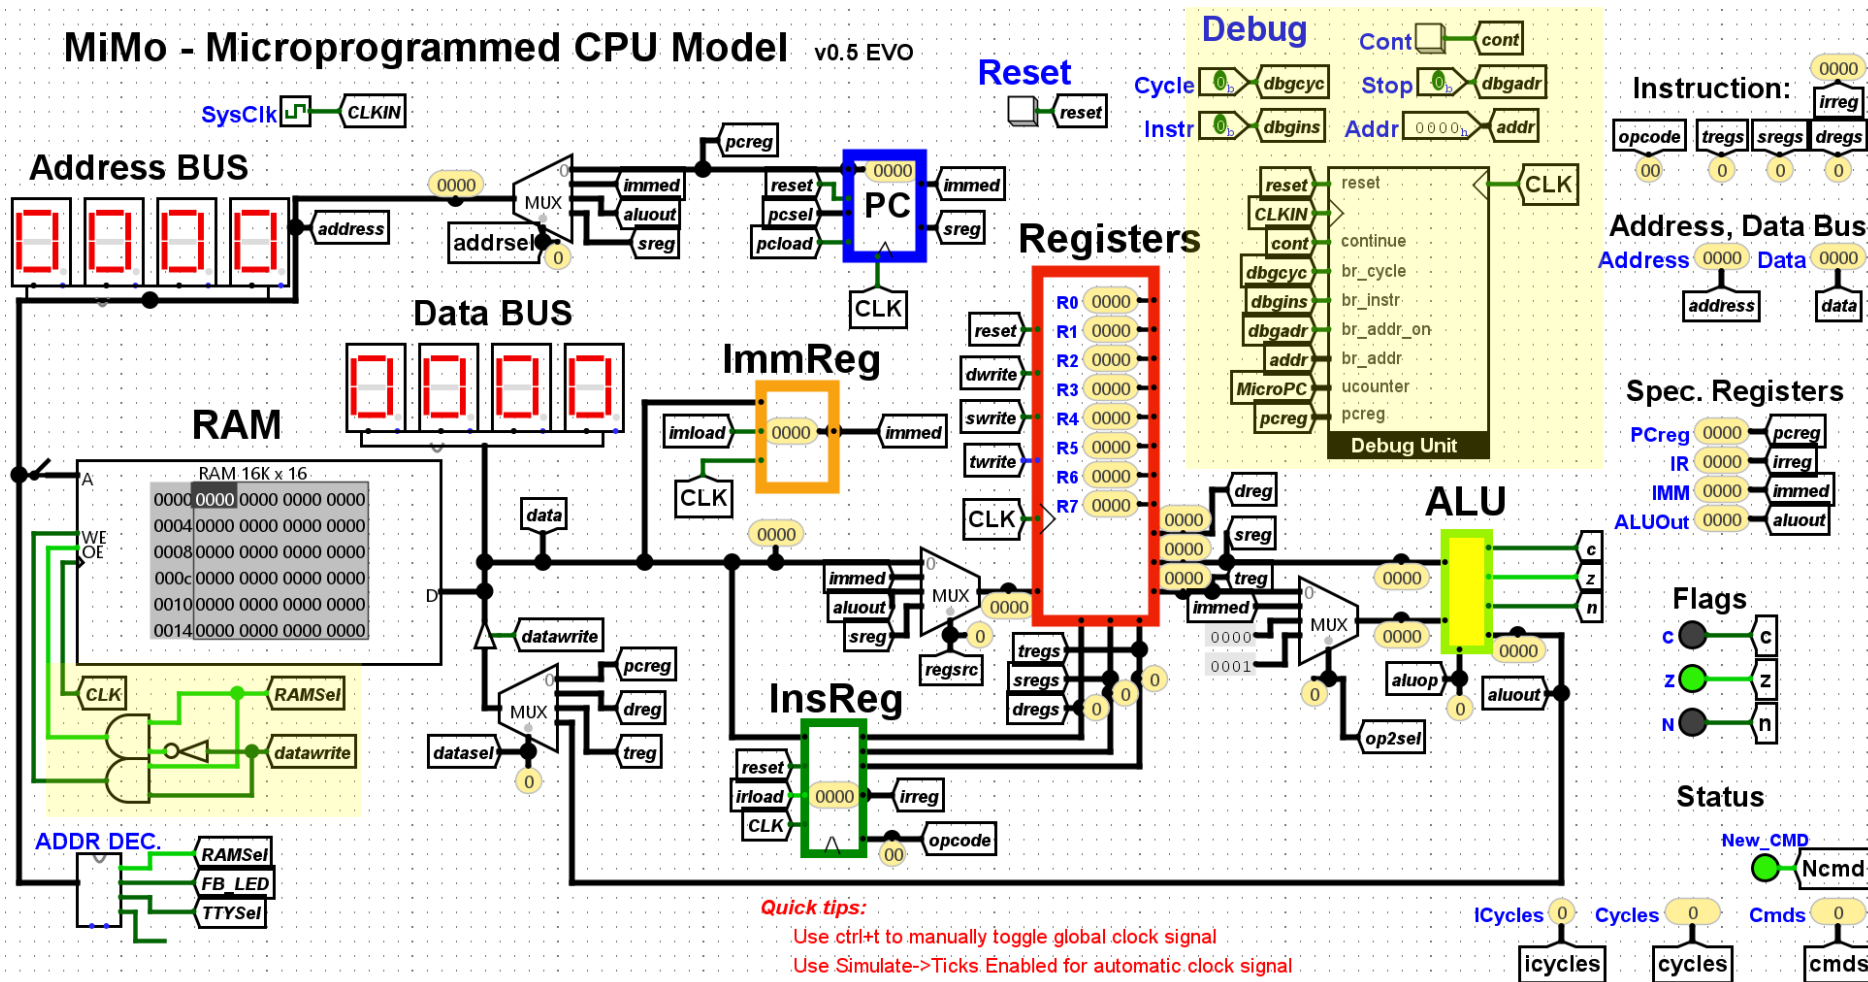 MiMo - Microprogrammed CPU Model v0.5 EVO
SysClk CLKIN
Reset
reset
Debug
Cont cont
Cycle 0b dbgcyc
Stop 0b dbgadr
Instr 0b dbgins
Addr 0000h addr
Instruction:
0000
irreg
opcode tregs sregs dregs
00 0 0 0
Address BUS
0000
address
0000
MUX
0
immed
aluout
sreg
addrsel
0
pcreg
reset
pcsel
pcload
0000
PC
immed
sreg
CLK
reset
CLKIN
cont
dbgcyc
dbgins
dbgadr
addr
MicroPC
pcreg
reset
continue
br_cycle
br_instr
br_addr_on
br_addr
ucounter
pcreg
Debug Unit
CLK
Address, Data Bus
Address 0000 Data 0000
address data
Data BUS
0000
Registers
R0 0000
R1 0000
R2 0000
R3 0000
R4 0000
R5 0000
R6 0000
R7 0000
reset
dwrite
swrite
twrite
CLK
ImmReg
imload 0000 immed
CLK
Spec. Registers
PCreg 0000 pcreg
IR 0000 irreg
IMM 0000 immed
ALUOut 0000 aluout
RAM
RAM 16K x 16
A
WE
OE
D
0000 0000 0000 0000 0000
0004 0000 0000 0000 0000
0008 0000 0000 0000 0000
000c 0000 0000 0000 0000
0010 0000 0000 0000 0000
0014 0000 0000 0000 0000
data
0000
immed
aluout
sreg
0
MUX
0000
0
regsrc
0000 dreg
0000 sreg
0000 treg
immed
0000
0001
0
MUX
0
op2sel
ALU
0000
0000
0000
c
z
n
aluop
0
aluout
Flags
C c
Z z
N n
datawrite
MUX
0
pcreg
dreg
treg
datasel
0
tregs
sregs
dregs
0
0
0
InsReg
reset
irload 0000 irreg
CLK
00
opcode
CLK
RAMSel
datawrite
ADDR DEC.
RAMSel
FB_LED
TTYSel
Status
New_CMD
Ncmd
ICycles 0 Cycles 0 Cmds 0
icycles cycles cmds
Quick tips:
Use ctrl+t to manually toggle global clock signal
Use Simulate->Ticks Enabled for automatic clock signal